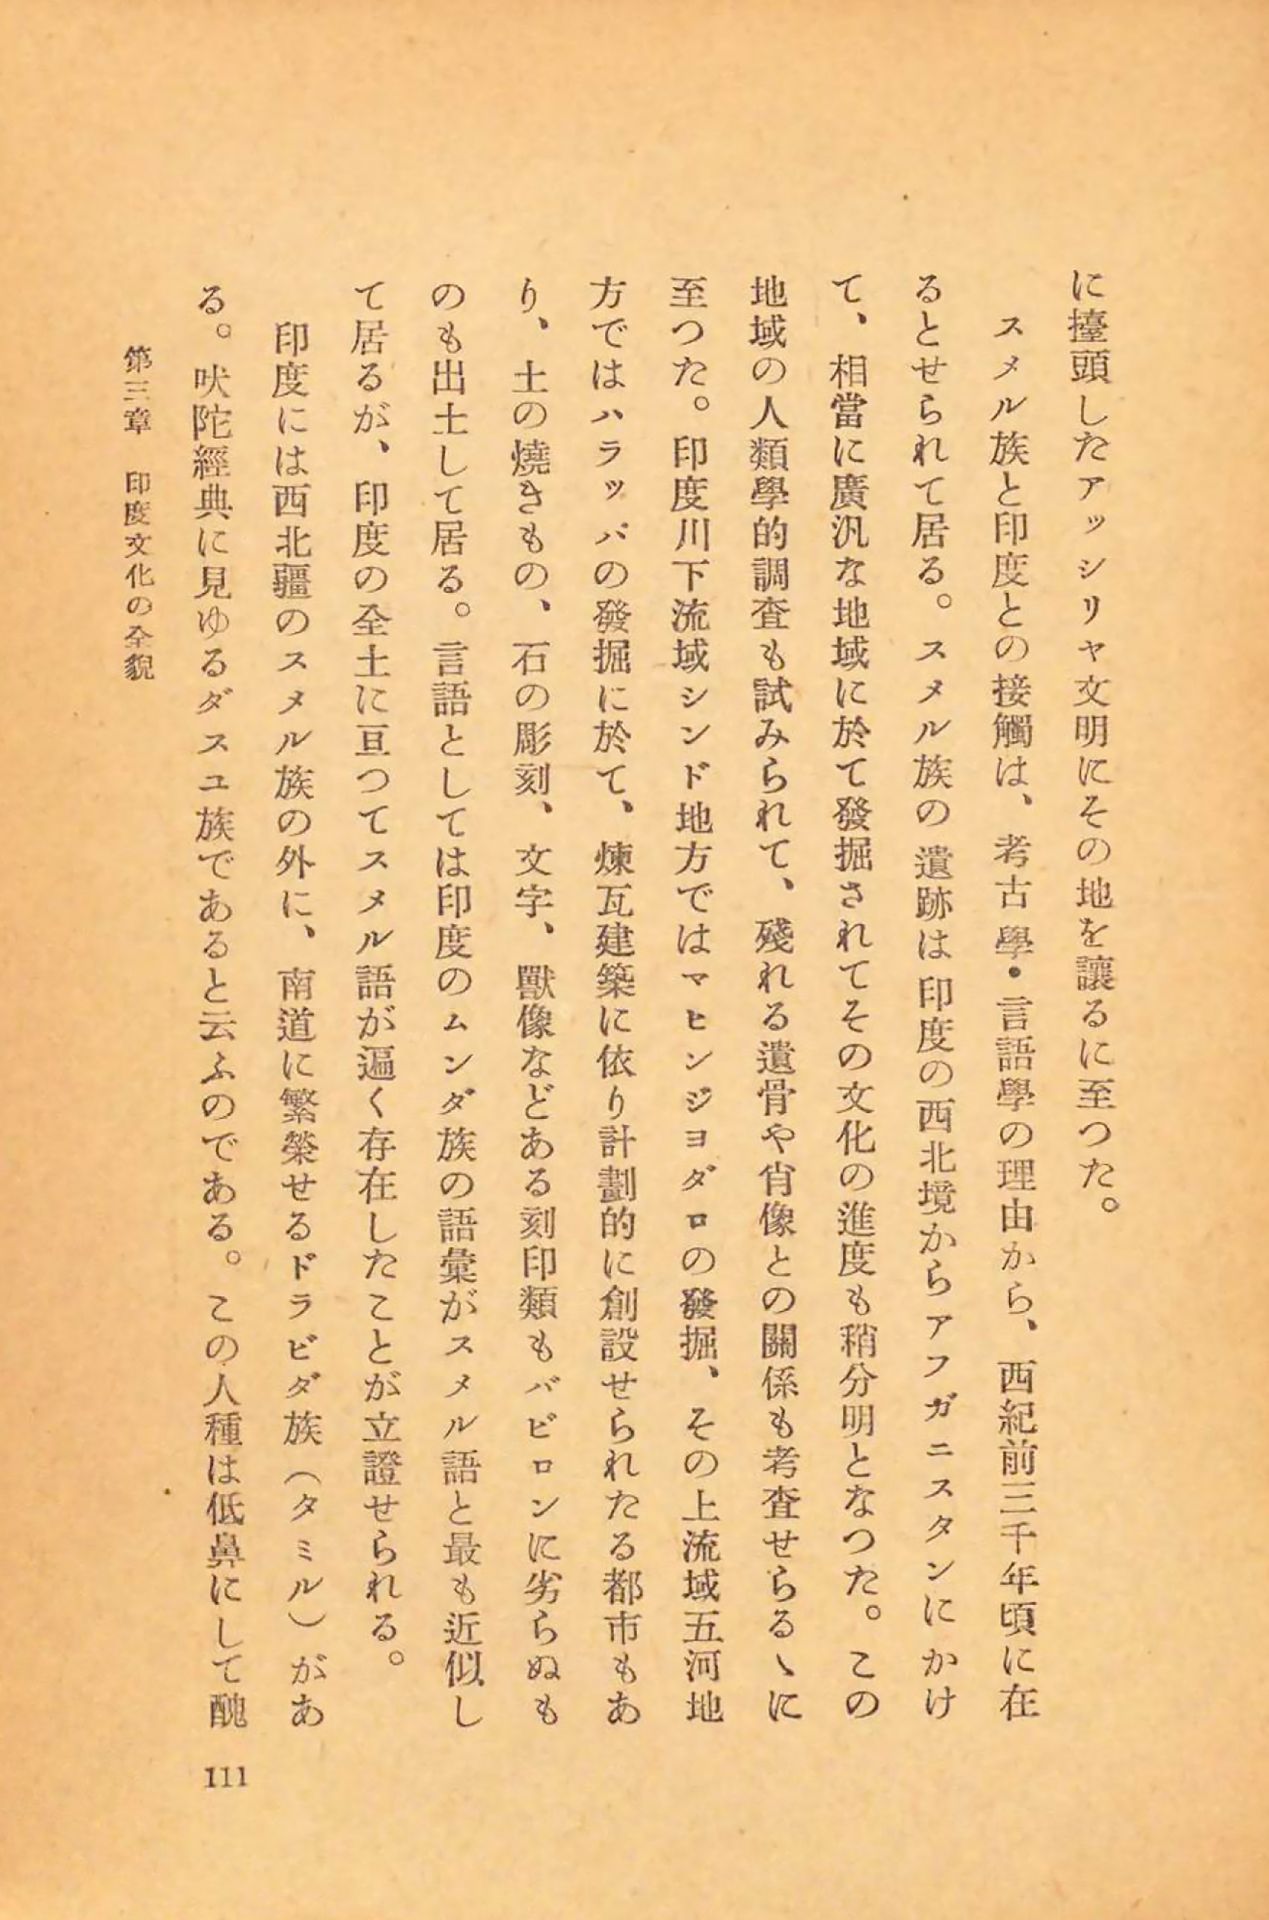 に擡頭したアッシリヤ文明にその地を讓るに至つた。
スメル族と印度との接觸は、考古學・言語學の理由から、西紀前三千年頃に在
るとせられて居る。スメル族の遺跡は印度の西北境からアフガニスタンにかけ
て、相當に廣汎な地域に於て發掘されてその文化の進度も稍分明となつた。この
地域の人類學的調査も試みられて、殘れる遺骨や肖像との關係も考査せらるゝに
至つた。印度川下流域シンド地方ではマヒンジヨダロの發掘、その上流域五河地
方ではハラッパの發掘に於て、煉瓦建築に依り計劃的に創設せられたる都市もあ
り、土の燒きもの、石の彫刻、文字、獸像などある刻印類もバビロンに劣らぬも
のも出土して居る。言語としては印度のムンダ族の語彙がスメル語と最も近似し
て居るが、印度の全土に亘つてスメル語が遍く存在したことが立證せられる。
印度には西北疆のスメル族の外に、南道に繁榮せるドラビダ族（タミル）があ
る。吠陀經典に見ゆるダスユ族であると云ふのである。この人種は低鼻にして醜
第三章　印度文化の全貌
111